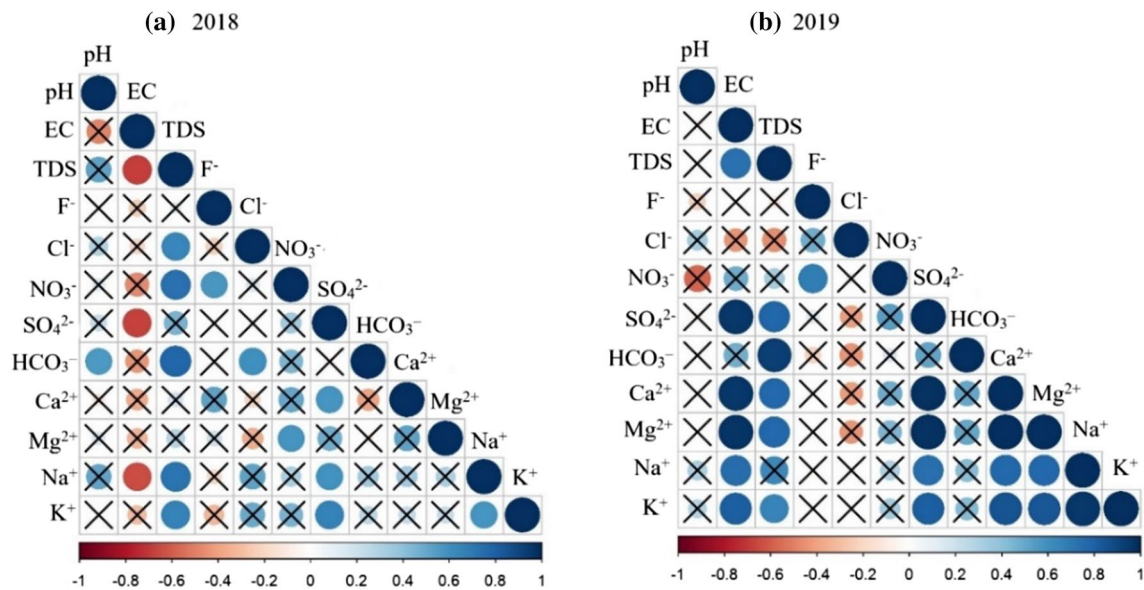 (a) 2018
pH
pH EC
EC TDS
TDS F-
F- Cl-
Cl- NO₃-
NO₃- SO₄²-
SO₄²- HCO₃⁻
HCO₃⁻ Ca²⁺
Ca²⁺ Mg²⁺
Mg²⁺ Na⁺
Na⁺ K⁺
K⁺
-1 -0.8 -0.6 -0.4 -0.2 0 0.2 0.4 0.6 0.8 1
(b) 2019
pH
pH EC
EC TDS
TDS F-
F- Cl-
Cl- NO₃-
NO₃- SO₄²-
SO₄²- HCO₃⁻
HCO₃⁻ Ca²⁺
Ca²⁺ Mg²⁺
Mg²⁺ Na⁺
Na⁺ K⁺
K⁺
-1 -0.8 -0.6 -0.4 -0.2 0 0.2 0.4 0.6 0.8 1